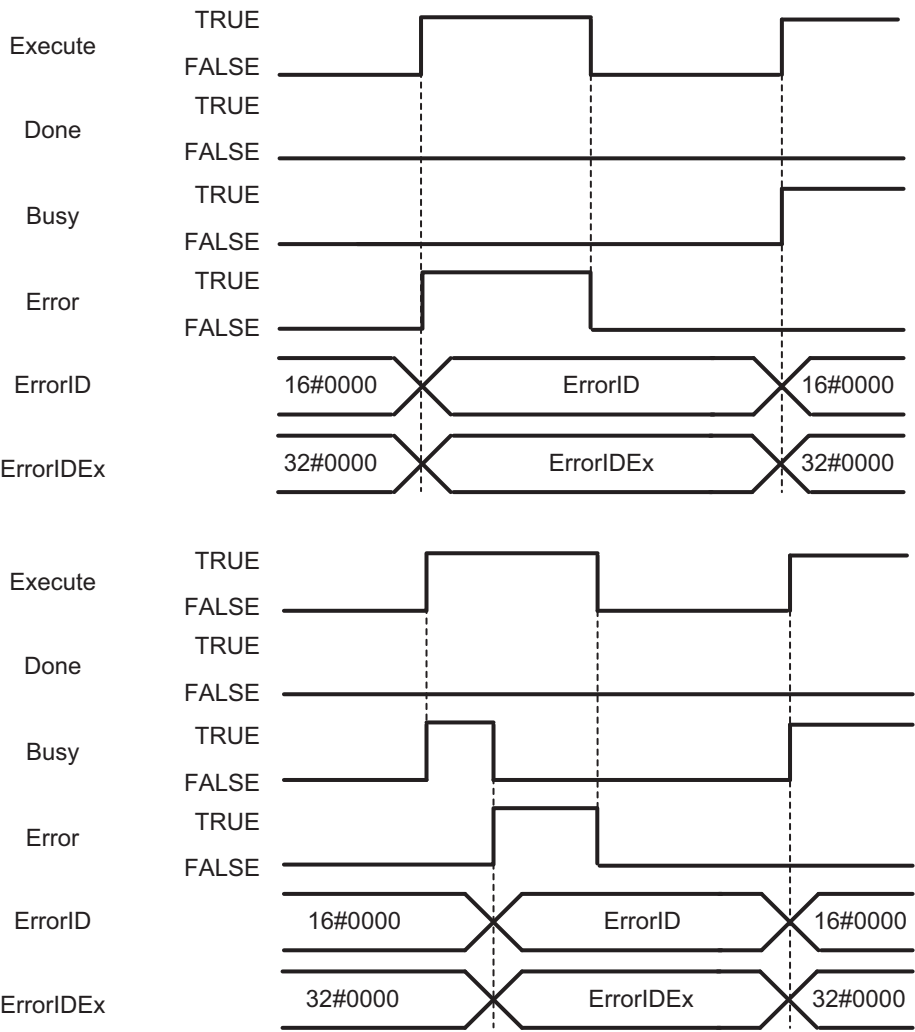 TRUE
Execute
FALSE
TRUE
Done
FALSE
TRUE
Busy
FALSE
TRUE
Error
FALSE
ErrorID 16#0000 ErrorID 16#0000
ErrorIDEx 32#0000 ErrorIDEx 32#0000
TRUE
Execute
FALSE
TRUE
Done
FALSE
TRUE
Busy
FALSE
TRUE
Error
FALSE
ErrorID 16#0000 ErrorID 16#0000
ErrorIDEx 32#0000 ErrorIDEx 32#0000